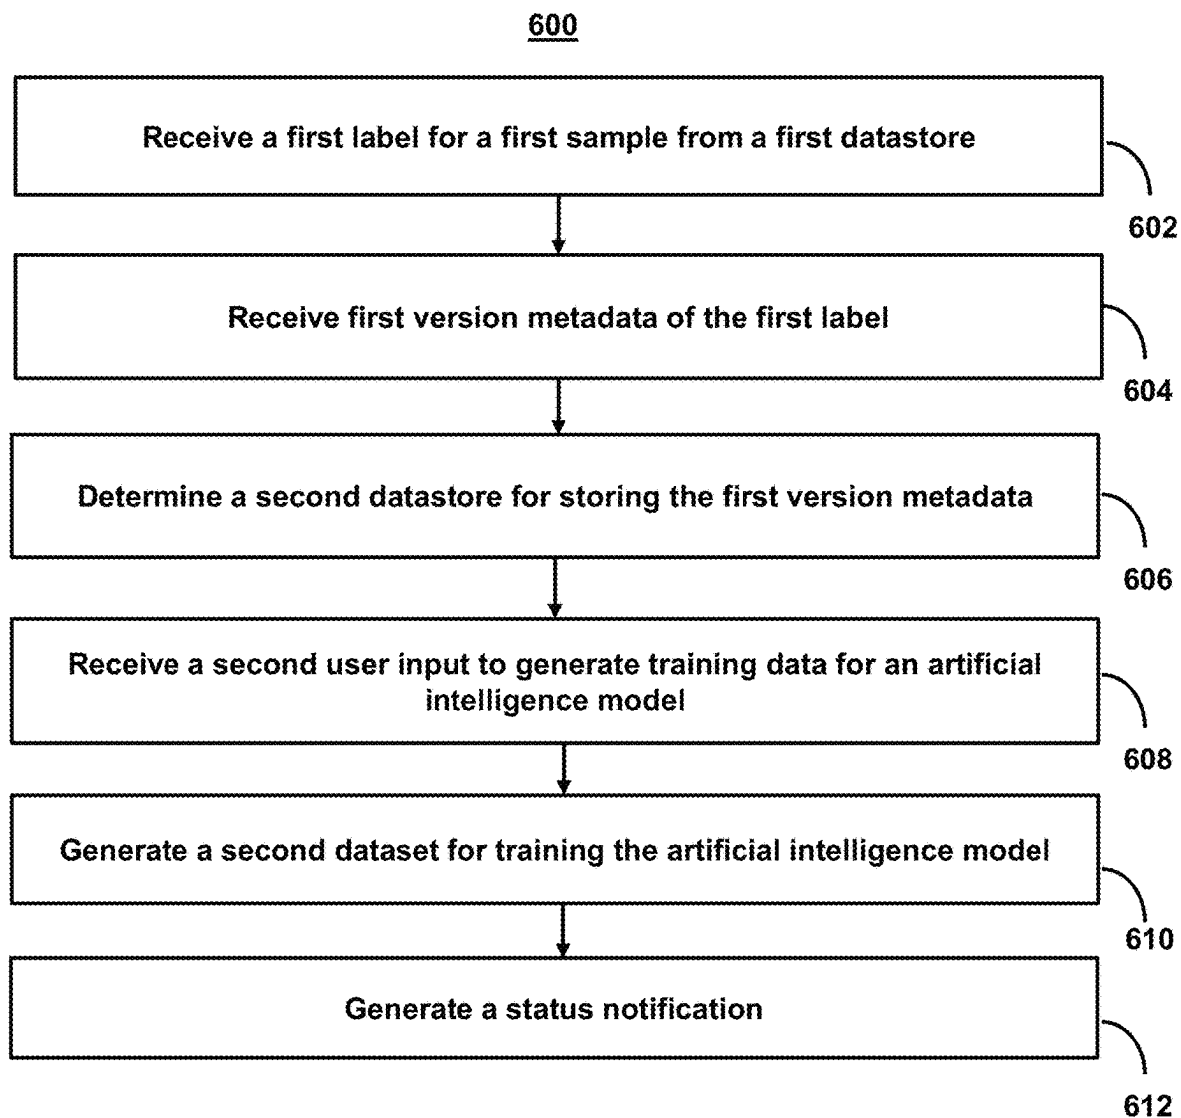 600
Receive a first label for a first sample from a first datastore
602
Receive first version metadata of the first label
604
Determine a second datastore for storing the first version metadata
606
Receive a second user input to generate training data for an artificial
intelligence model
608
Generate a second dataset for training the artificial intelligence model
610
Generate a status notification
612